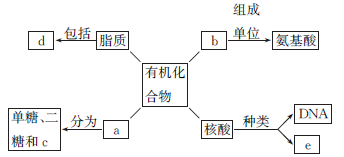 组成
d 包括 脂质 b 单位 氨基酸
有机化
合物
单糖、二
糖和 c 分为 a 核酸 种类 DNA
e